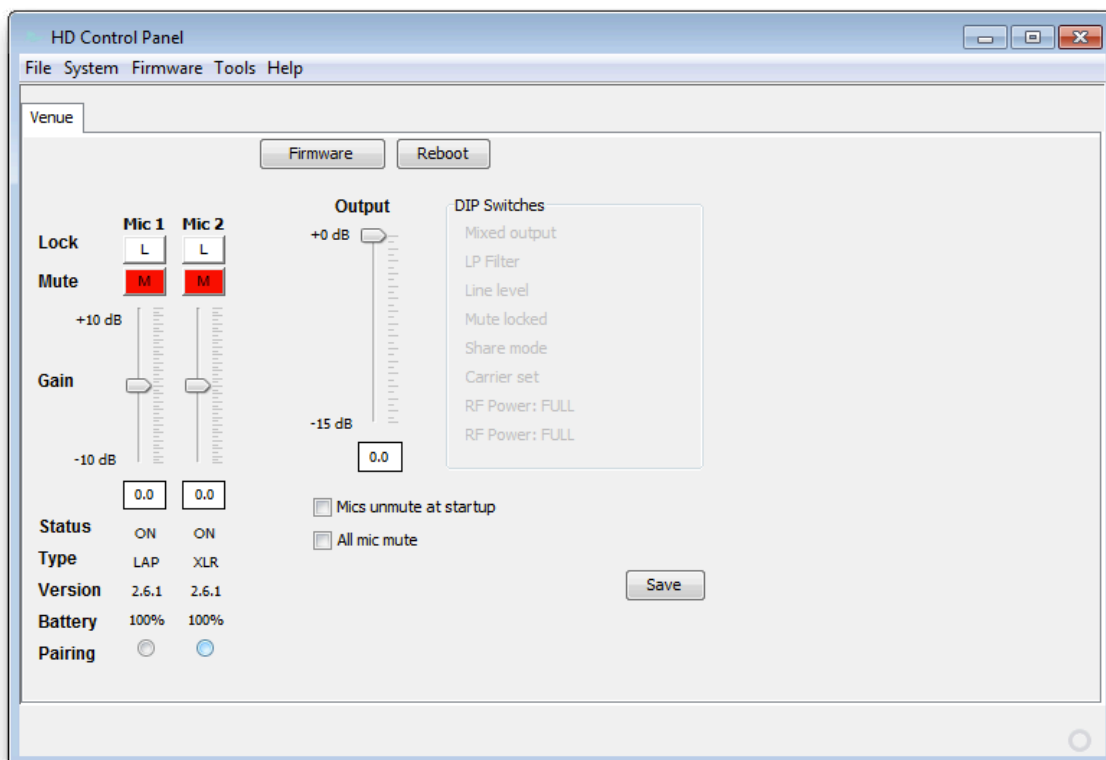 HD Control Panel
File System Firmware Tools Help
Venue
Firmware Reboot
Mic 1 Mic 2
Lock L L
Mute M M
+10 dB
Gain
-10 dB
0.0 0.0
Status ON ON
Type LAP XLR
Version 2.6.1 2.6.1
Battery 100% 100%
Pairing
Output
+0 dB
-15 dB
0.0
DIP Switches
Mixed output
LP Filter
Line level
Mute locked
Share mode
Carrier set
RF Power: FULL
RF Power: FULL
Mics unmute at startup
All mic mute
Save